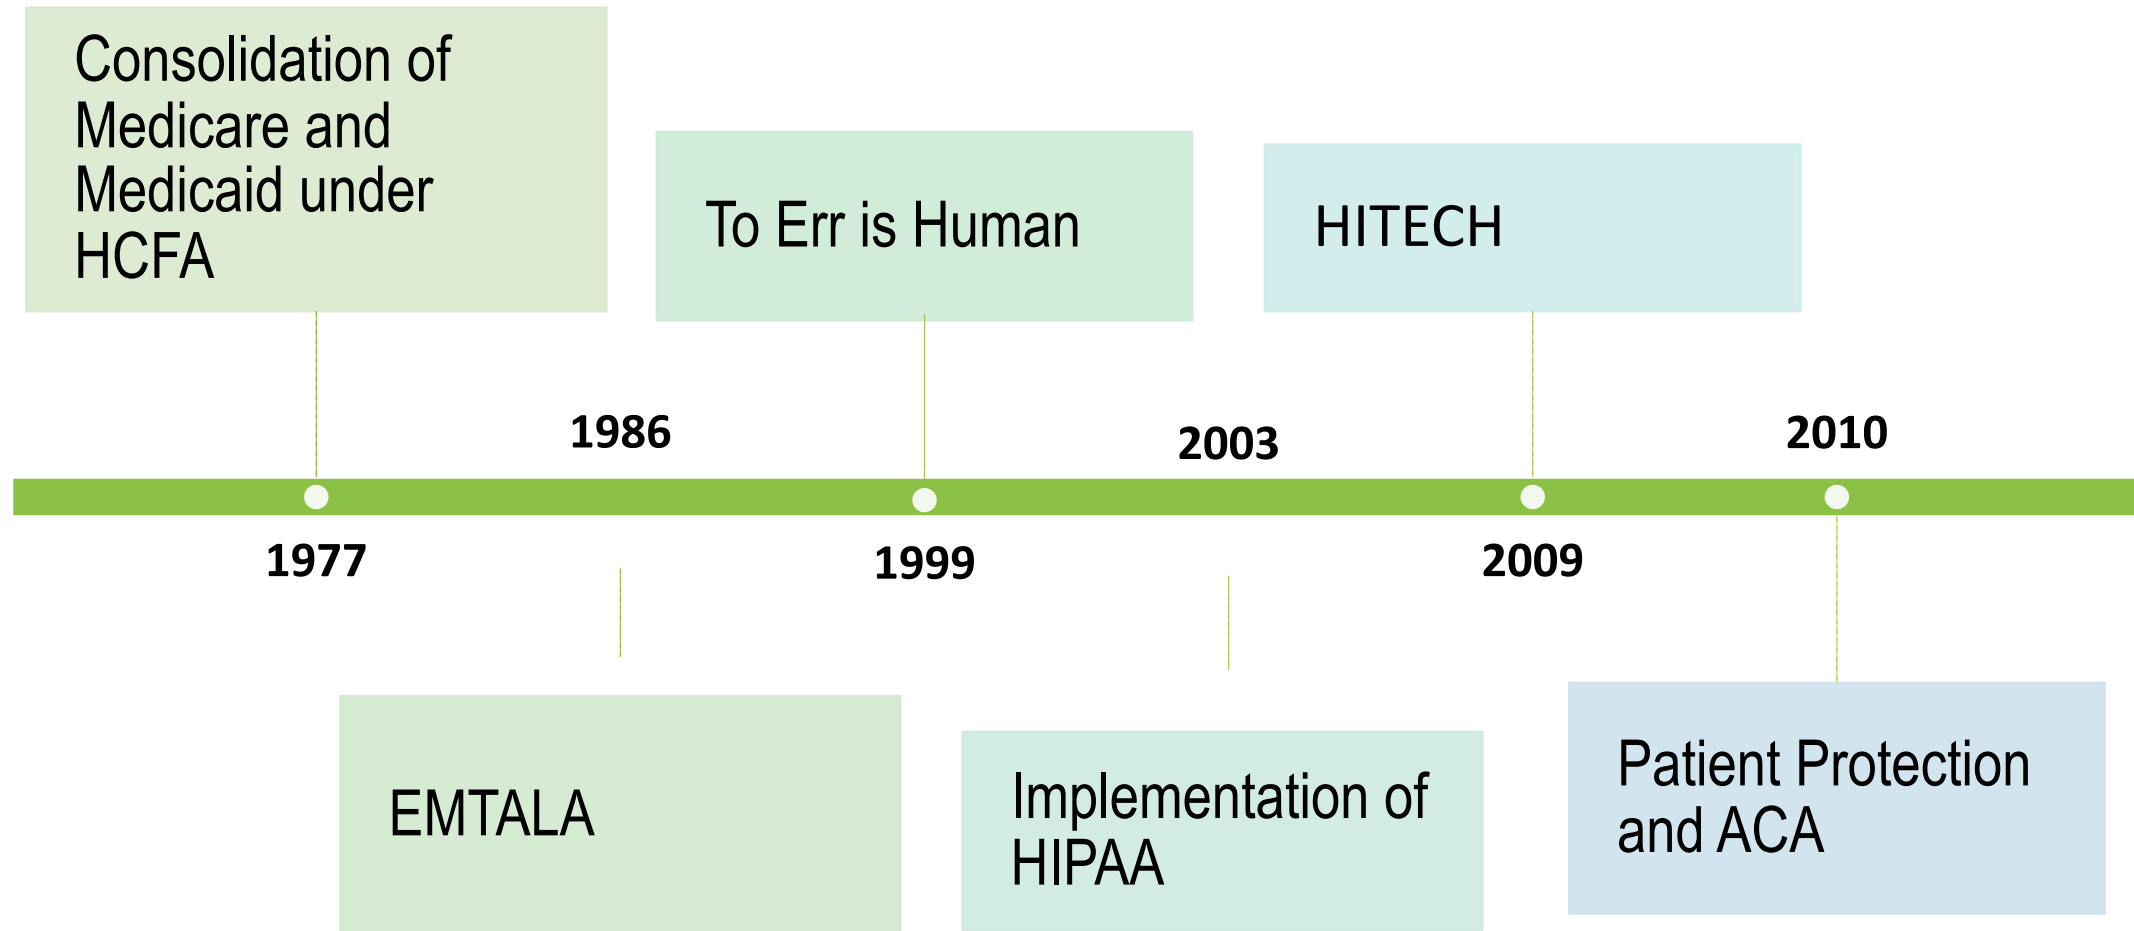 Consolidation of
Medicare and
Medicaid under
HCFA
To Err is Human
HITECH
1986
2003
2010
1977
1999
2009
EMTALA
Implementation of
HIPAA
Patient Protection
and ACA